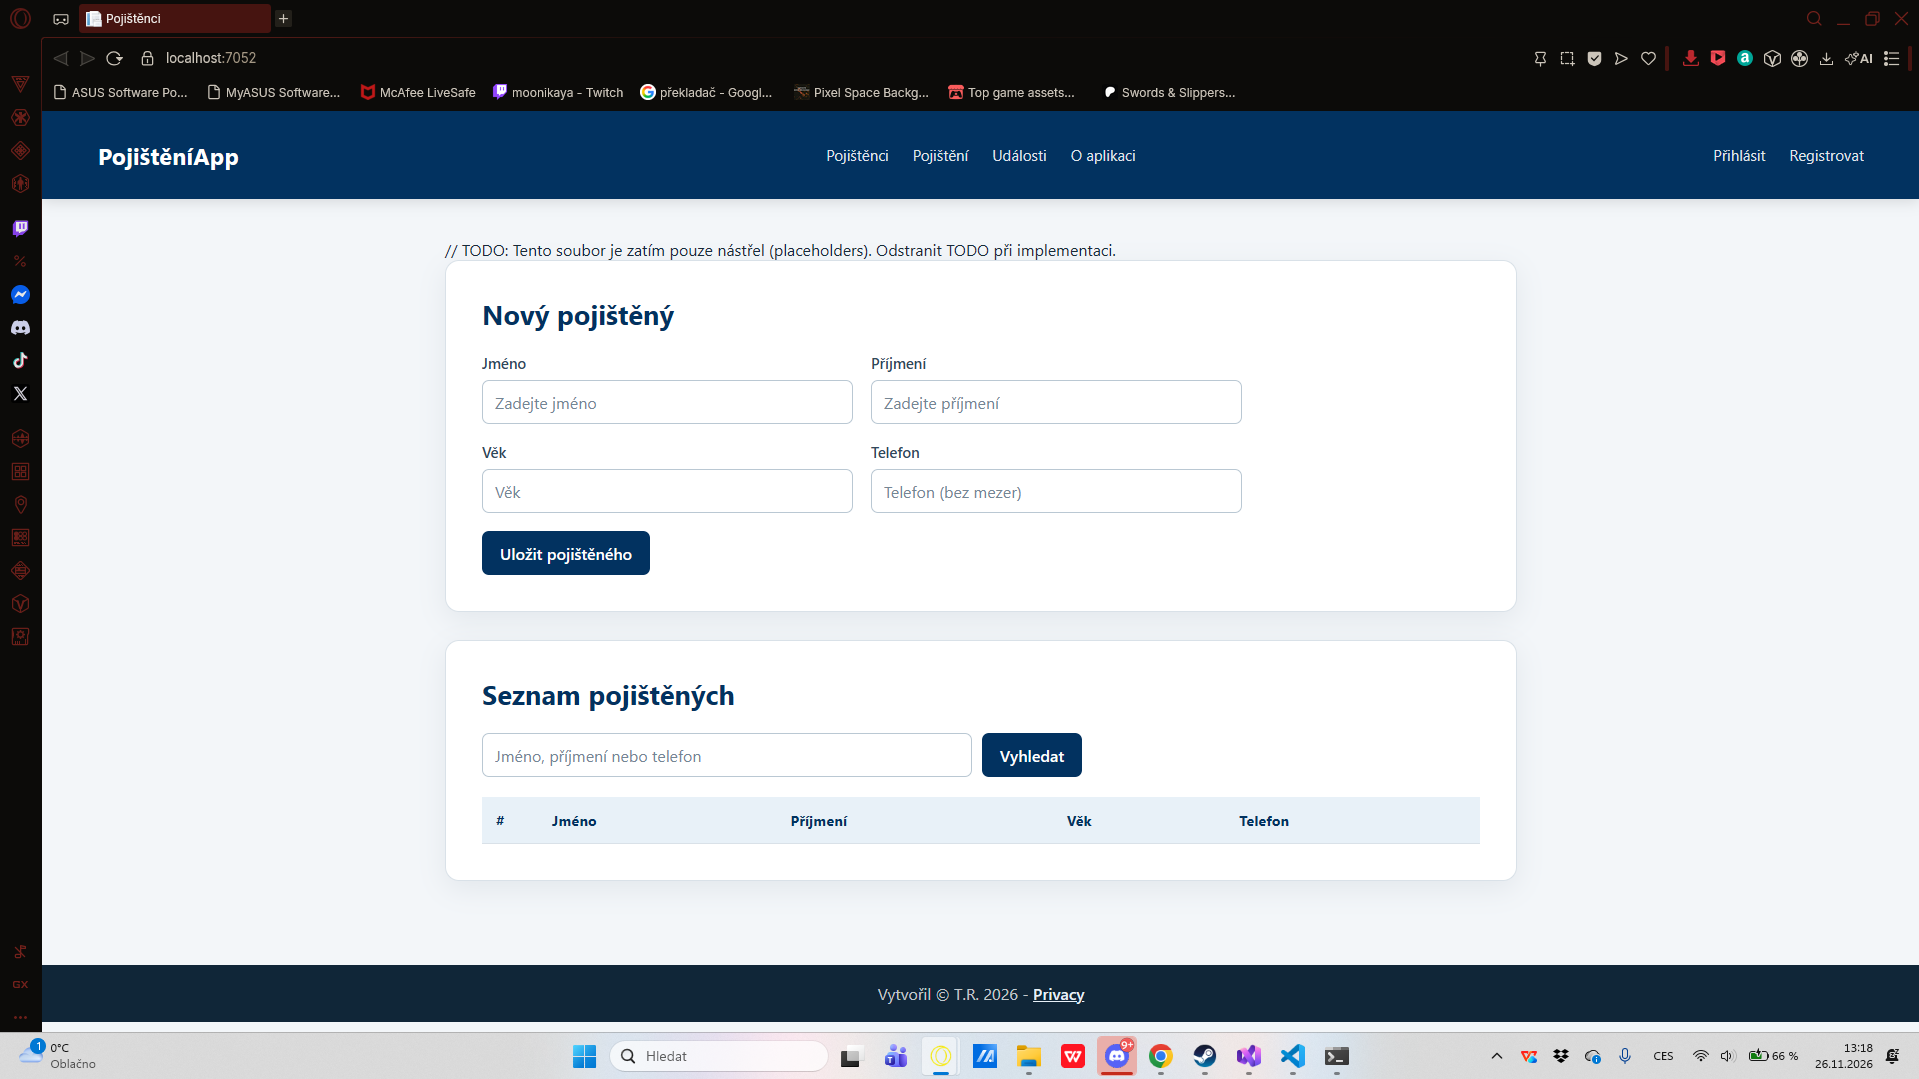 Pojištěnci
localhost:7052
AI
ASUS Software Po...
MyASUS Software...
McAfee LiveSafe
moonikaya - Twitch
překladač - Googl...
Pixel Space Backg...
Top game assets...
Swords & Slippers...
PojištěníApp
Pojištěnci
Pojištění
Události
O aplikaci
Přihlásit
Registrovat
// TODO: Tento soubor je zatím pouze nástřel (placeholders). Odstranit TODO při implementaci.
Nový pojištěný
Jméno
Příjmení
Zadejte jméno
Zadejte příjmení
Věk
Telefon
Věk
Telefon (bez mezer)
Uložit pojištěného
Seznam pojištěných
Jméno, příjmení nebo telefon
Vyhledat
# Jméno Příjmení Věk Telefon
Vytvořil © T.R. 2026 - Privacy
GX
1
0°C
Oblačno
Hledat
9+
CES
66 %
13:18
26.11.2026